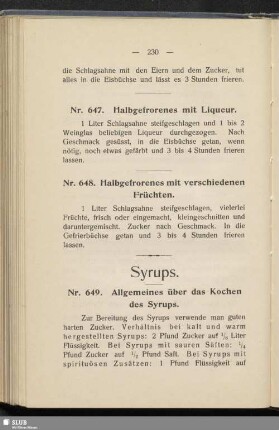 — 230 —
die Schlagsahne mit den Eiern und dem Zucker, tut
alles in die Eisbüchse und lässt es 3 Stunden frieren.
Nr. 647. Halbgefrorenes mit Liqueur.
1 Liter Schlagsahne steifgeschlagen und 1 bis 2
Weinglas beliebigen Liqueur durchgezogen. Nach
Geschmack gesüsst, in die Eisbüchse getan, wenn
nötig, noch etwas gefärbt und 3 bis 4 Stunden frieren
lassen.
Nr. 648. Halbgefrorenes mit verschiedenen
Früchten.
1 Liter Schlagsahne steifgeschlagen, vielerlei
Früchte, frisch oder eingemacht, kleingeschnitten und
daruntergemischt. Zucker nach Geschmack. In die
Gefrierbüchse getan und 3 bis 4 Stunden frieren
lassen.
Syrups.
Nr. 649. Allgemeines über das Kochen
des Syrups.
Zur Bereitung des Syrups verwende man guten
harten Zucker. Verhältnis bei kalt und warm
hergestellten Syrups: 2 Pfund Zucker auf Liter
Flüssigkeit. Bei Syrups mit sauren Säften:
Pfund Zucker auf ½ Pfund Saft. Bei Syrups mit
spirituösen Zusätzen: 1 Pfund Flüssigkeit auf
SLUB